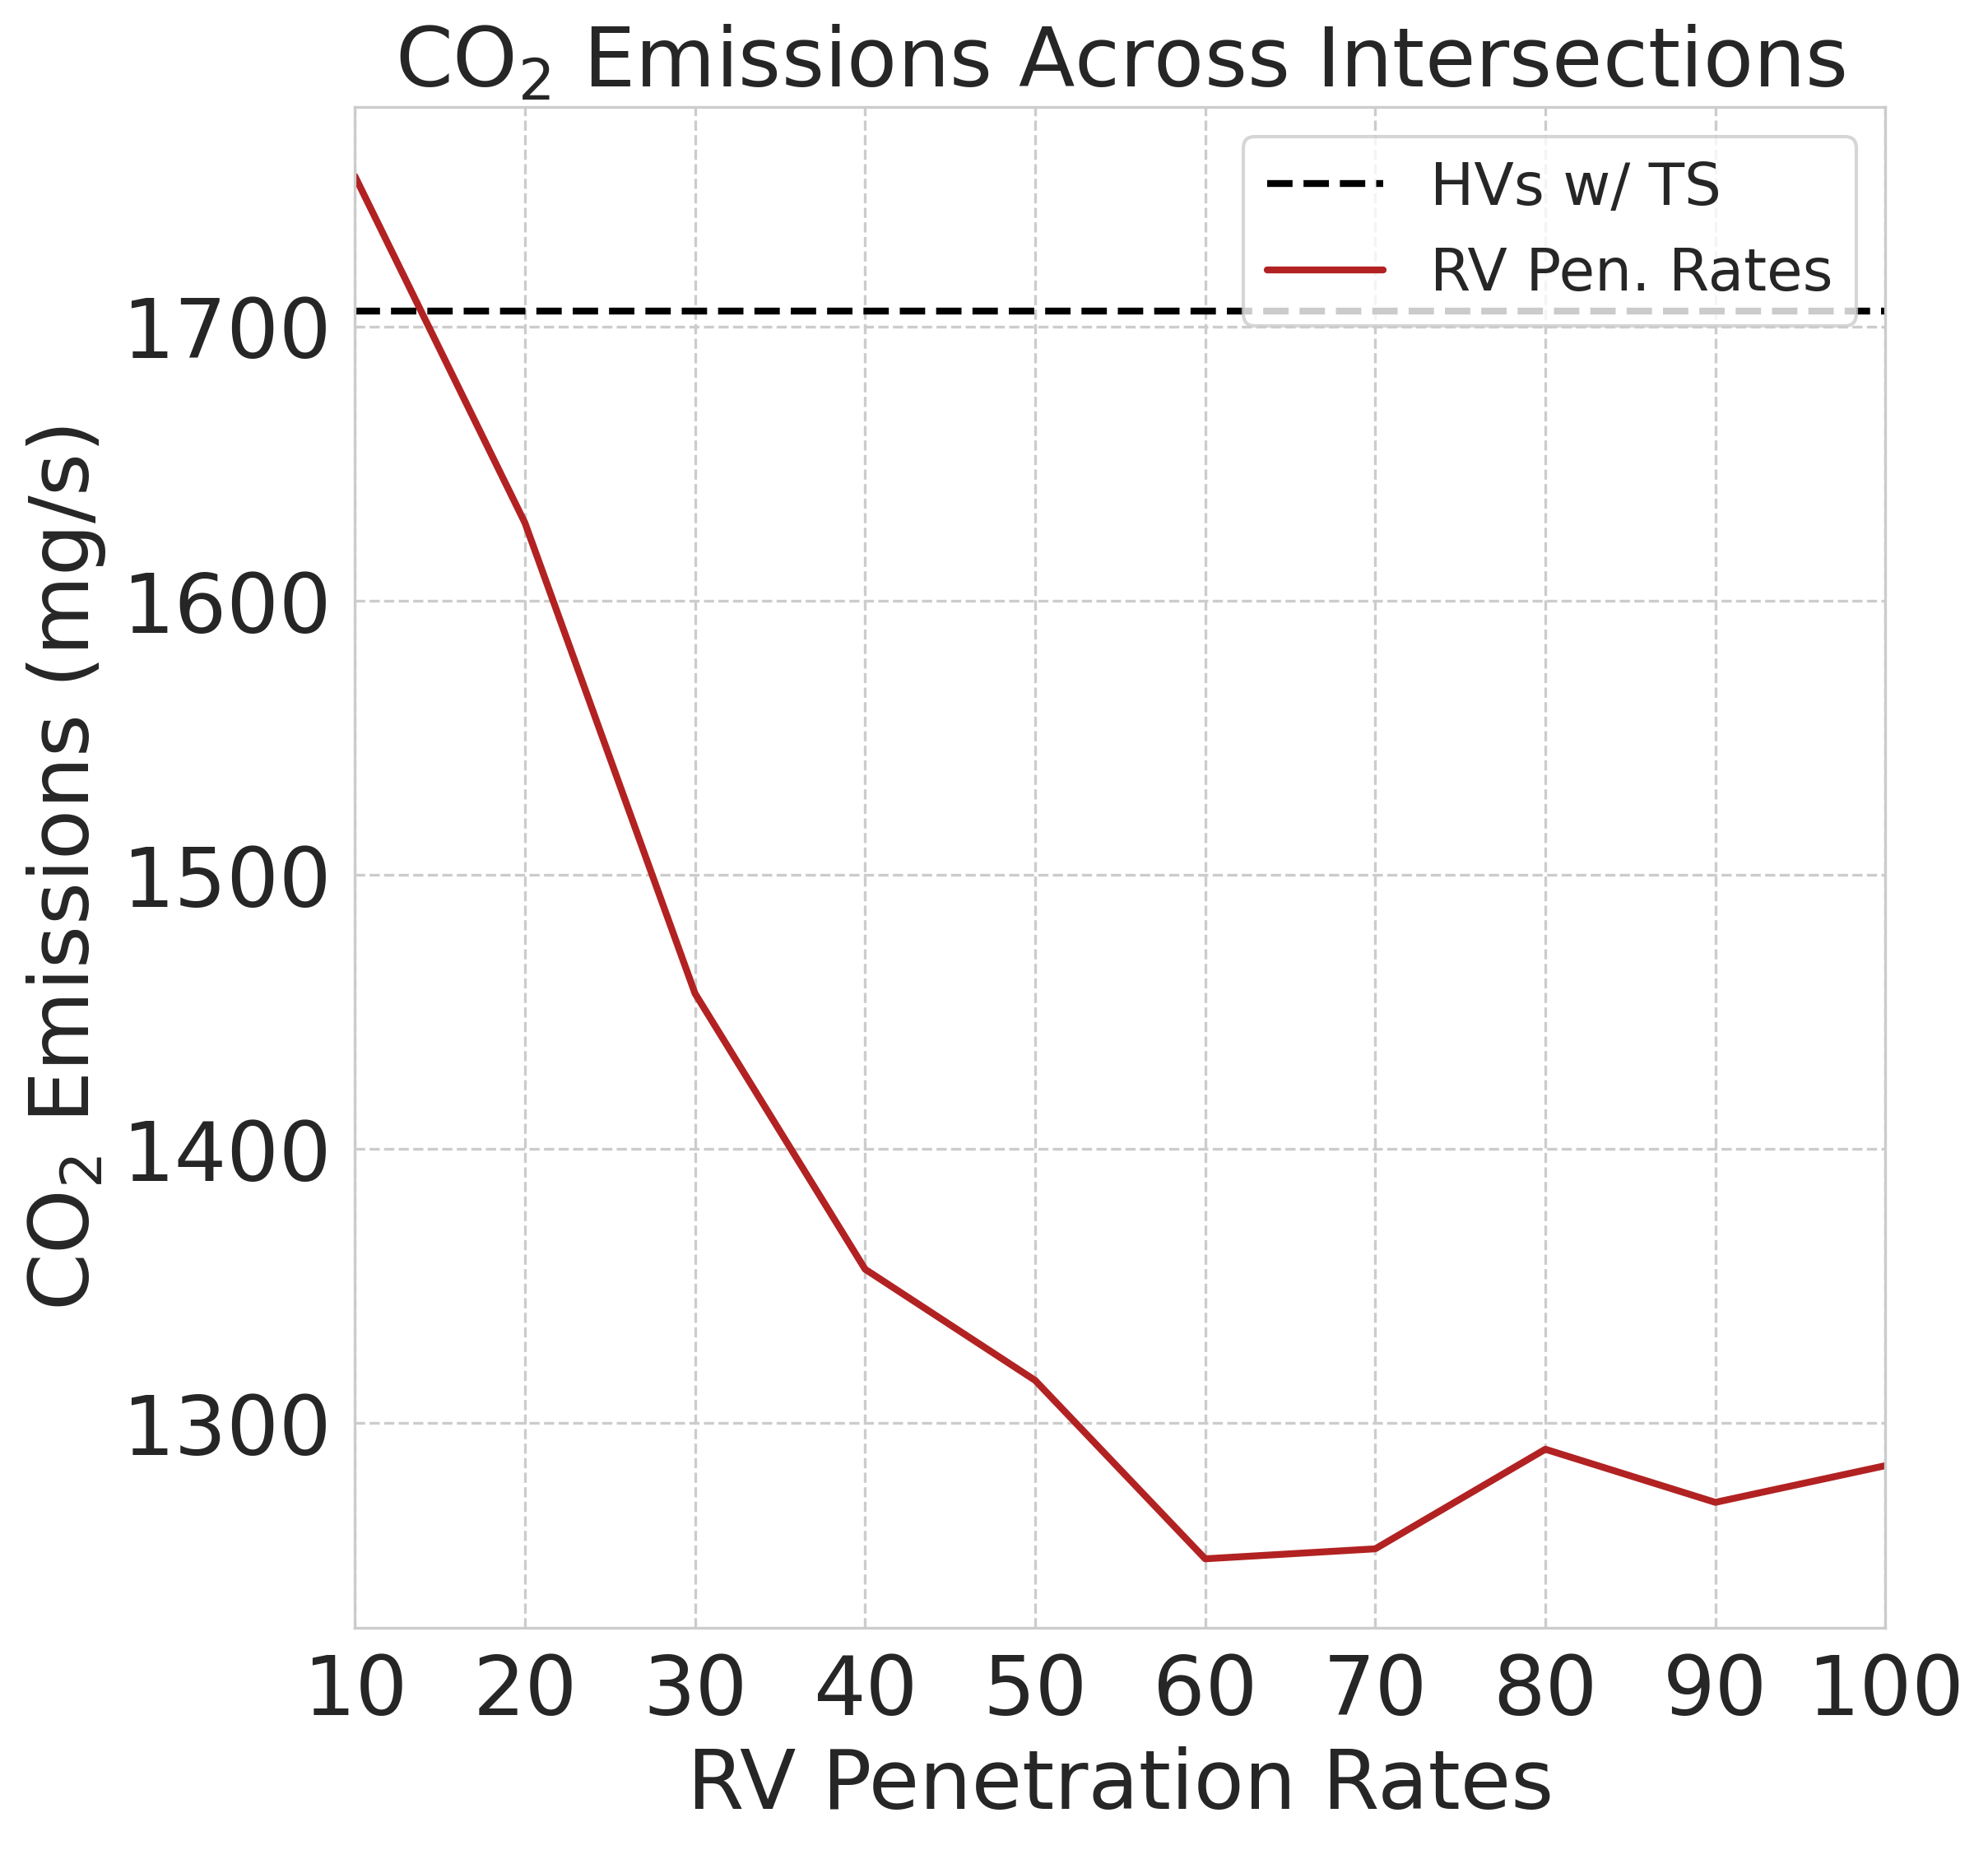 CO₂ Emissions Across Intersections
HVs w/ TS
RV Pen. Rates
CO₂ Emissions (mg/s)
1700
1600
1500
1400
1300
10 20 30 40 50 60 70 80 90 100
RV Penetration Rates